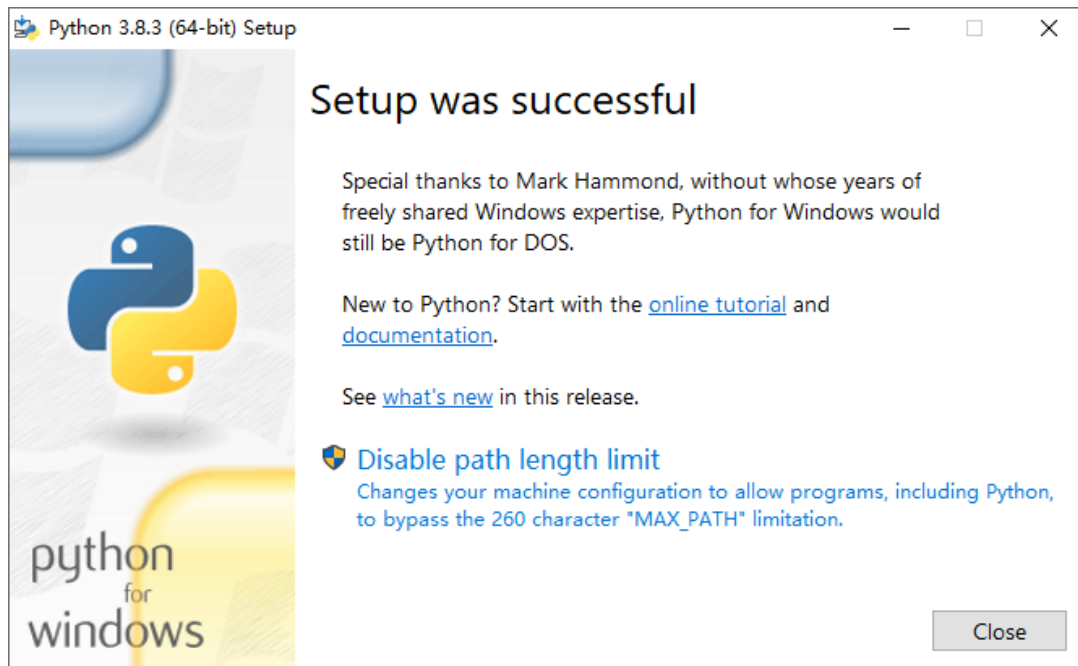 Python 3.8.3 (64-bit) Setup
Setup was successful
Special thanks to Mark Hammond, without whose years of
freely shared Windows expertise, Python for Windows would
still be Python for DOS.
New to Python? Start with the online tutorial and
documentation.
See what's new in this release.
Disable path length limit
Changes your machine configuration to allow programs, including Python,
to bypass the 260 character "MAX_PATH" limitation.
python
for
windows
Close